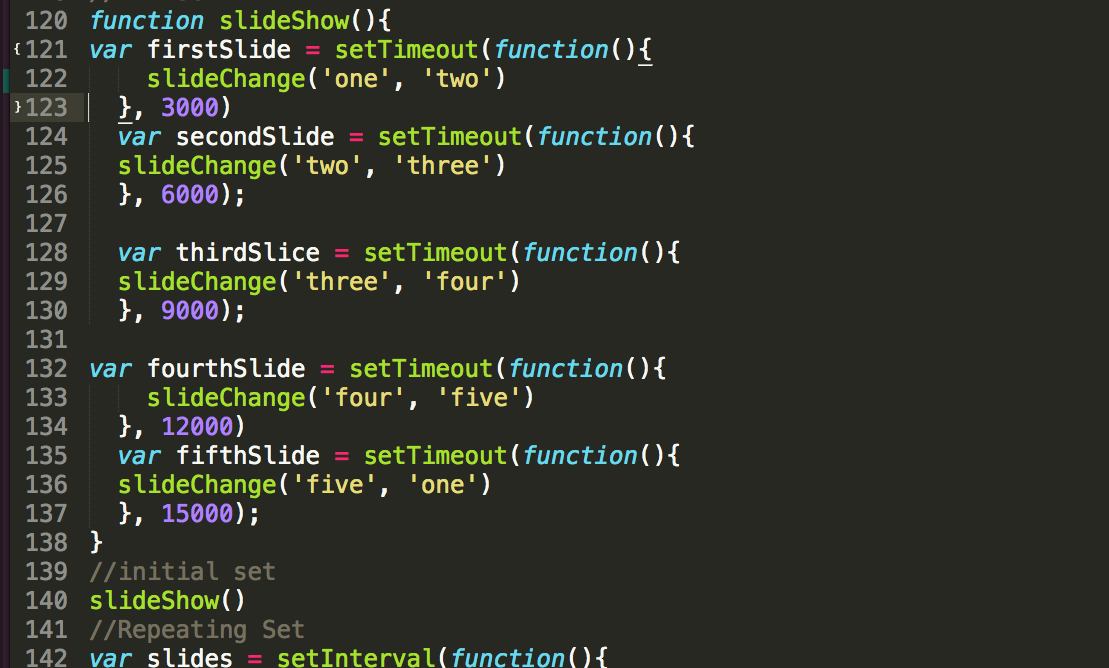 120 function slideShow(){
{121 var firstSlide = setTimeout(function(){
122 slideChange('one', 'two')
}123 }, 3000)
124 var secondSlide = setTimeout(function(){
125 slideChange('two', 'three')
126 }, 6000);
127
128 var thirdSlice = setTimeout(function(){
129 slideChange('three', 'four')
130 }, 9000);
131
132 var fourthSlide = setTimeout(function(){
133 slideChange('four', 'five')
134 }, 12000)
135 var fifthSlide = setTimeout(function(){
136 slideChange('five', 'one')
137 }, 15000);
138 }
139 //initial set
140 slideShow()
141 //Repeating Set
142 var slides = setInterval(function(){